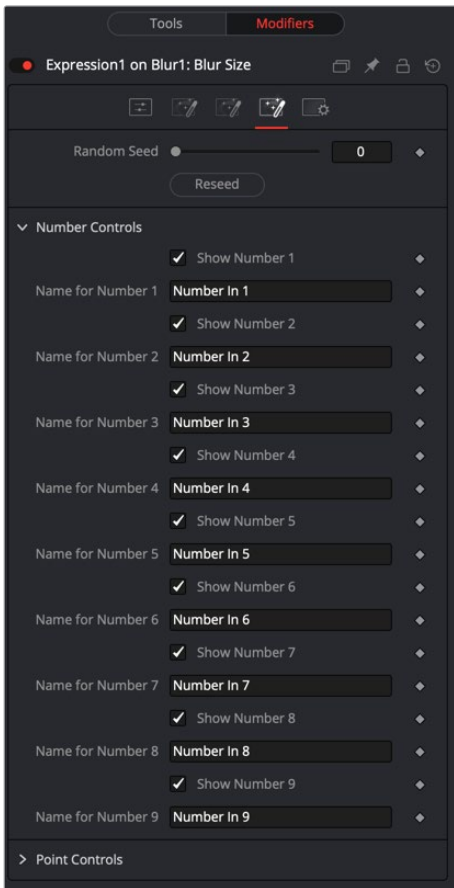 Tools Modifiers
Expression1 on Blur1: Blur Size
Random Seed 0
Reseed
Number Controls
Show Number 1
Name for Number 1 Number In 1
Show Number 2
Name for Number 2 Number In 2
Show Number 3
Name for Number 3 Number In 3
Show Number 4
Name for Number 4 Number In 4
Show Number 5
Name for Number 5 Number In 5
Show Number 6
Name for Number 6 Number In 6
Show Number 7
Name for Number 7 Number In 7
Show Number 8
Name for Number 8 Number In 8
Show Number 9
Name for Number 9 Number In 9
Point Controls